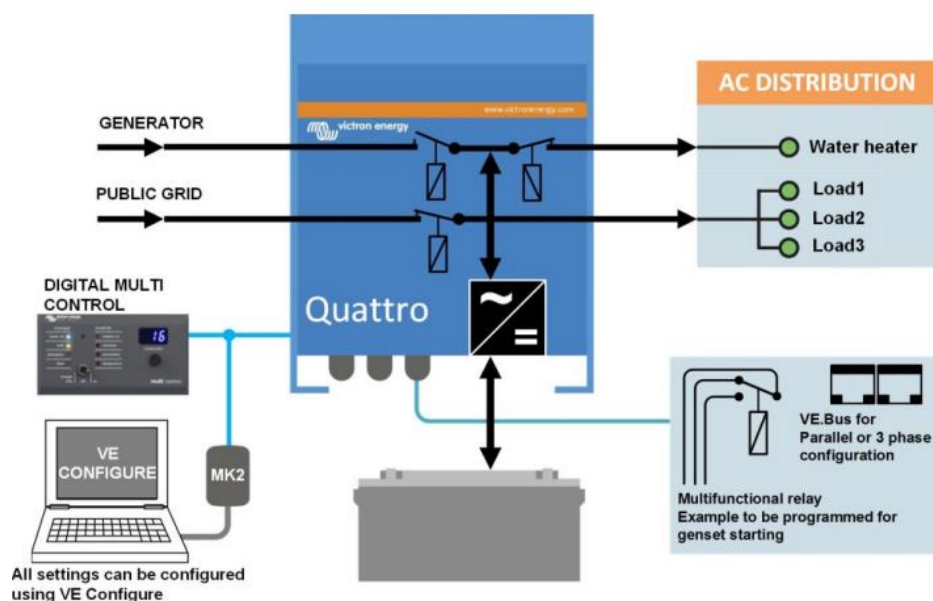 www.victronenergy.com
victron energy
GENERATOR
PUBLIC GRID
AC DISTRIBUTION
Water heater
Load1
Load2
Load3
DIGITAL MULTI
CONTROL
16
Quattro
VE
CONFIGURE
MK2
All settings can be configured
using VE Configure
VE.Bus for
Parallel or 3 phase
configuration
Multifunctional relay
Example to be programmed for
genset starting